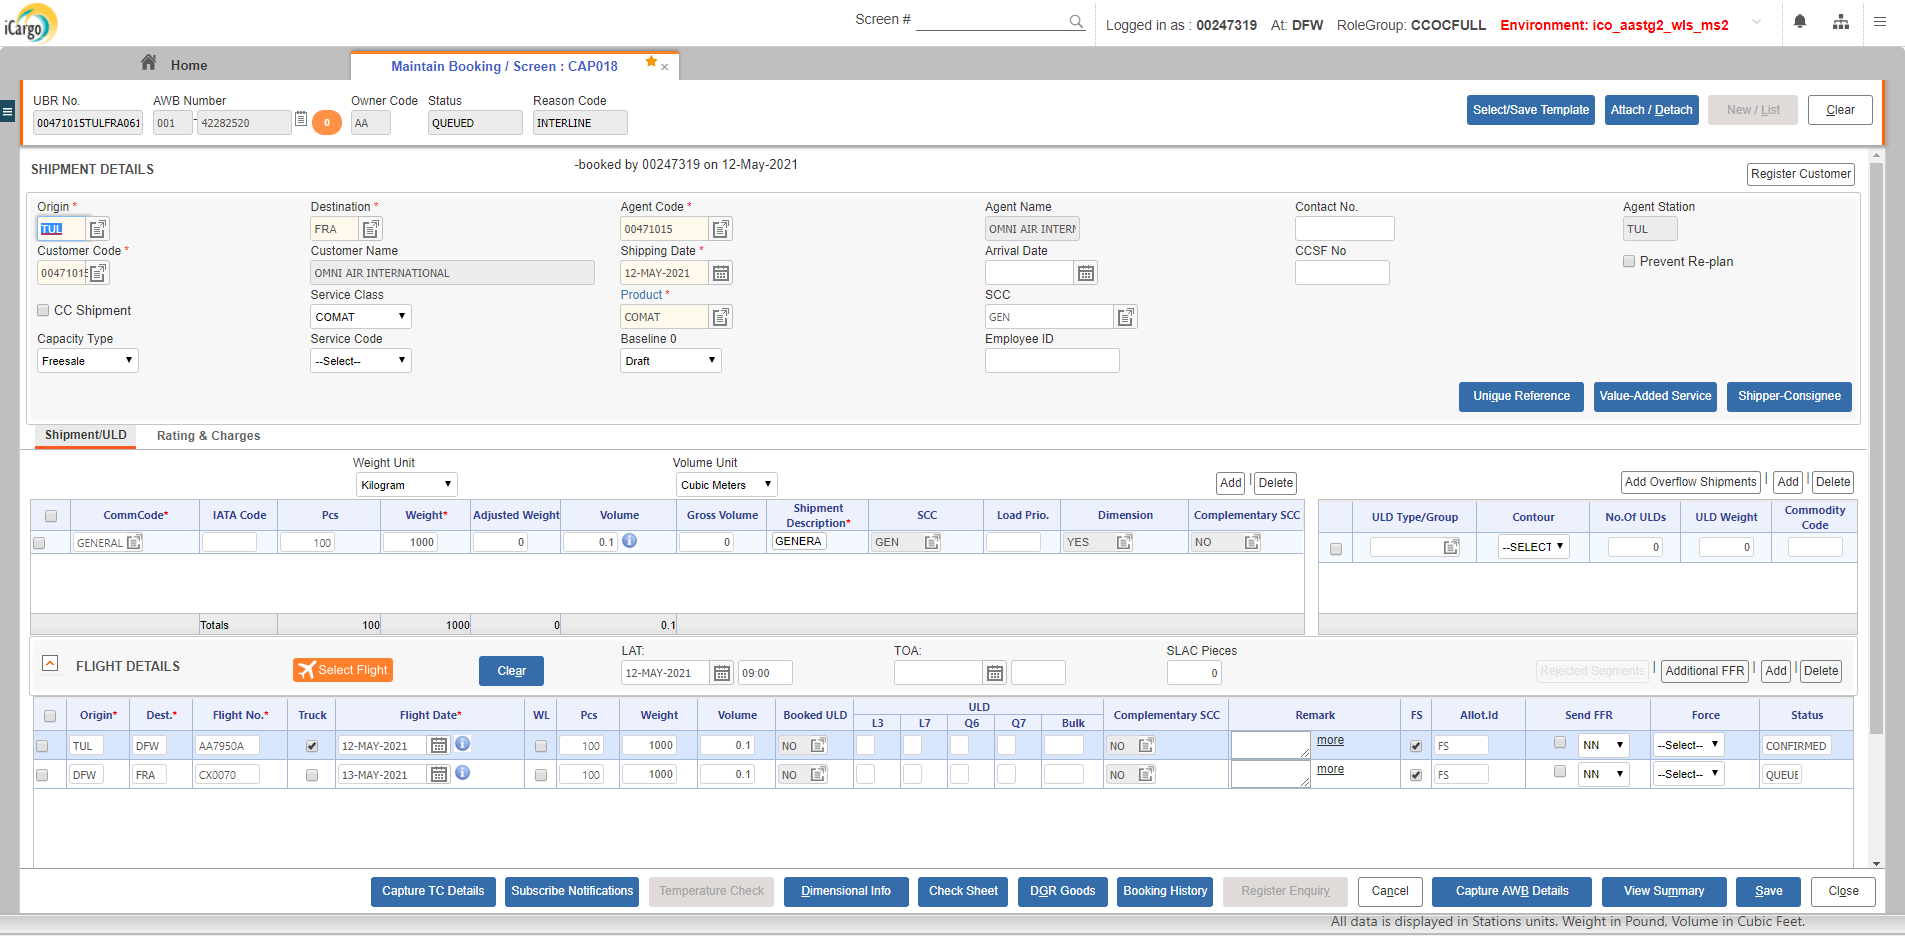 iCargo
Screen #
Logged in as : 00247319 At: DFW RoleGroup: CCOCFULL Environment: ico_aastg2_wls_ms2
Home
Maintain Booking / Screen : CAP018
UBR No. AWB Number Owner Code Status Reason Code
00471015TULFRA061 001 - 42282520 0 AA QUEUED INTERLINE
Select/Save Template Attach / Detach New / List Clear
SHIPMENT DETAILS
-booked by 00247319 on 12-May-2021
Register Customer
Origin * Destination * Agent Code * Agent Name Contact No. Agent Station
TUL FRA 00471015 OMNI AIR INTERN TUL
Customer Code * Customer Name Shipping Date * Arrival Date CCSF No
Prevent Re-plan
00471015 OMNI AIR INTERNATIONAL 12-MAY-2021
CC Shipment Service Class Product * SCC
COMAT COMAT GEN
Capacity Type Service Code Baseline 0 Employee ID
Freesale --Select-- Draft
Unique Reference Value-Added Service Shipper-Consignee
Shipment/ULD Rating & Charges
Weight Unit Volume Unit
Kilogram Cubic Meters
Add | Delete
Add Overflow Shipments | Add | Delete
CommCode* IATA Code Pcs Weight* Adjusted Weight Volume Gross Volume Shipment Description* SCC Load Prio. Dimension Complementary SCC
GENERAL 100 1000 0 0.1 0 GENERA GEN YES NO
Totals 100 1000 0 0.1
ULD Type/Group Contour No.Of ULDs ULD Weight Commodity Code
--SELECT 0 0
FLIGHT DETAILS
Select Flight
Clear
LAT: TOA: SLAC Pieces
12-MAY-2021 09:00 0
Rejected Segments | Additional FFR | Add | Delete
Origin* Dest.* Flight No.* Truck Flight Date* WL Pcs Weight Volume Booked ULD ULD Complementary SCC Remark FS Allot.Id Send FFR Force Status
L3 L7 Q6 Q7 Bulk
TUL DFW AA7950A 12-MAY-2021 100 1000 0.1 NO NO more FS NN --Select-- CONFIRMED
DFW FRA CX0070 13-MAY-2021 100 1000 0.1 NO NO more FS NN --Select-- QUEUE
Capture TC Details Subscribe Notifications Temperature Check Dimensional Info Check Sheet DGR Goods Booking History Register Enquiry Cancel Capture AWB Details View Summary Save Close
All data is displayed in Stations units. Weight in Pound, Volume in Cubic Feet.